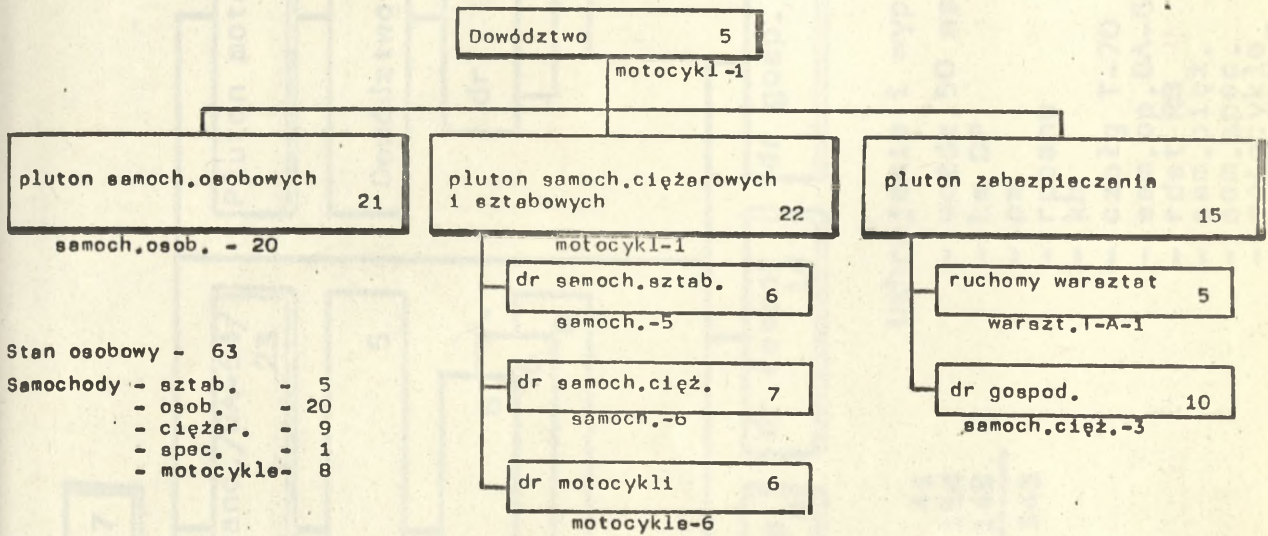 Dowództwo 5
motocykl-1
pluton samoch.osobowych
21
samoch.osob. - 20
pluton samoch.ciężarowych
i sztabowych
22
motocykl-1
dr samoch.sztab. 6
samoch.-5
dr samoch.cięż. 7
samoch.-6
dr motocykli 6
motocykle-6
pluton zabezpieczenia
15
ruchomy warsztat 5
warszt.T-A-1
dr gospod. 10
samoch.cięż.-3
Stan osobowy - 63
Samochody - sztab. - 5
- osob. - 20
- ciężar. - 9
- spec. - 1
- motocykle- 8